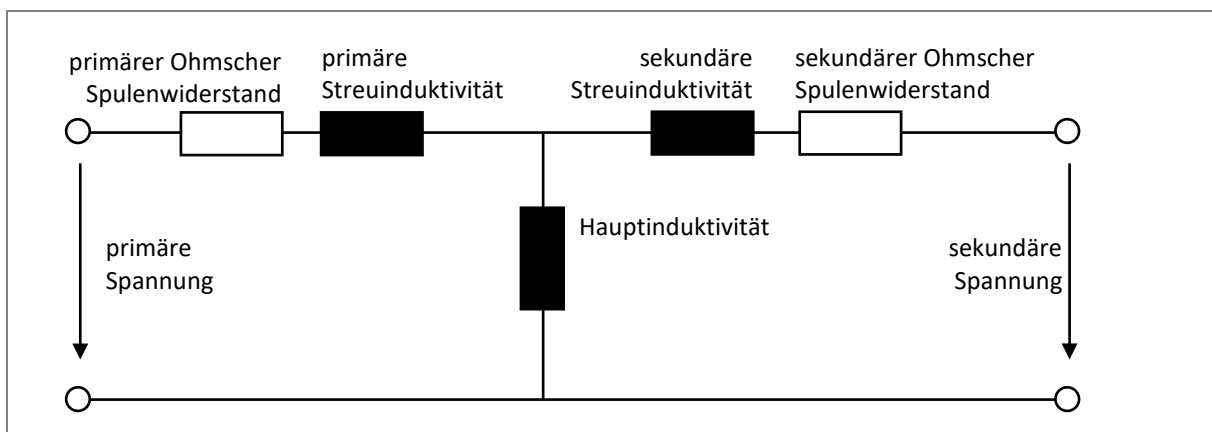 primärer Ohmscher
Spulenwiderstand
primäre
Streuinduktivität
sekundäre
Streuinduktivität
sekundärer Ohmscher
Spulenwiderstand
Hauptinduktivität
primäre
Spannung
sekundäre
Spannung